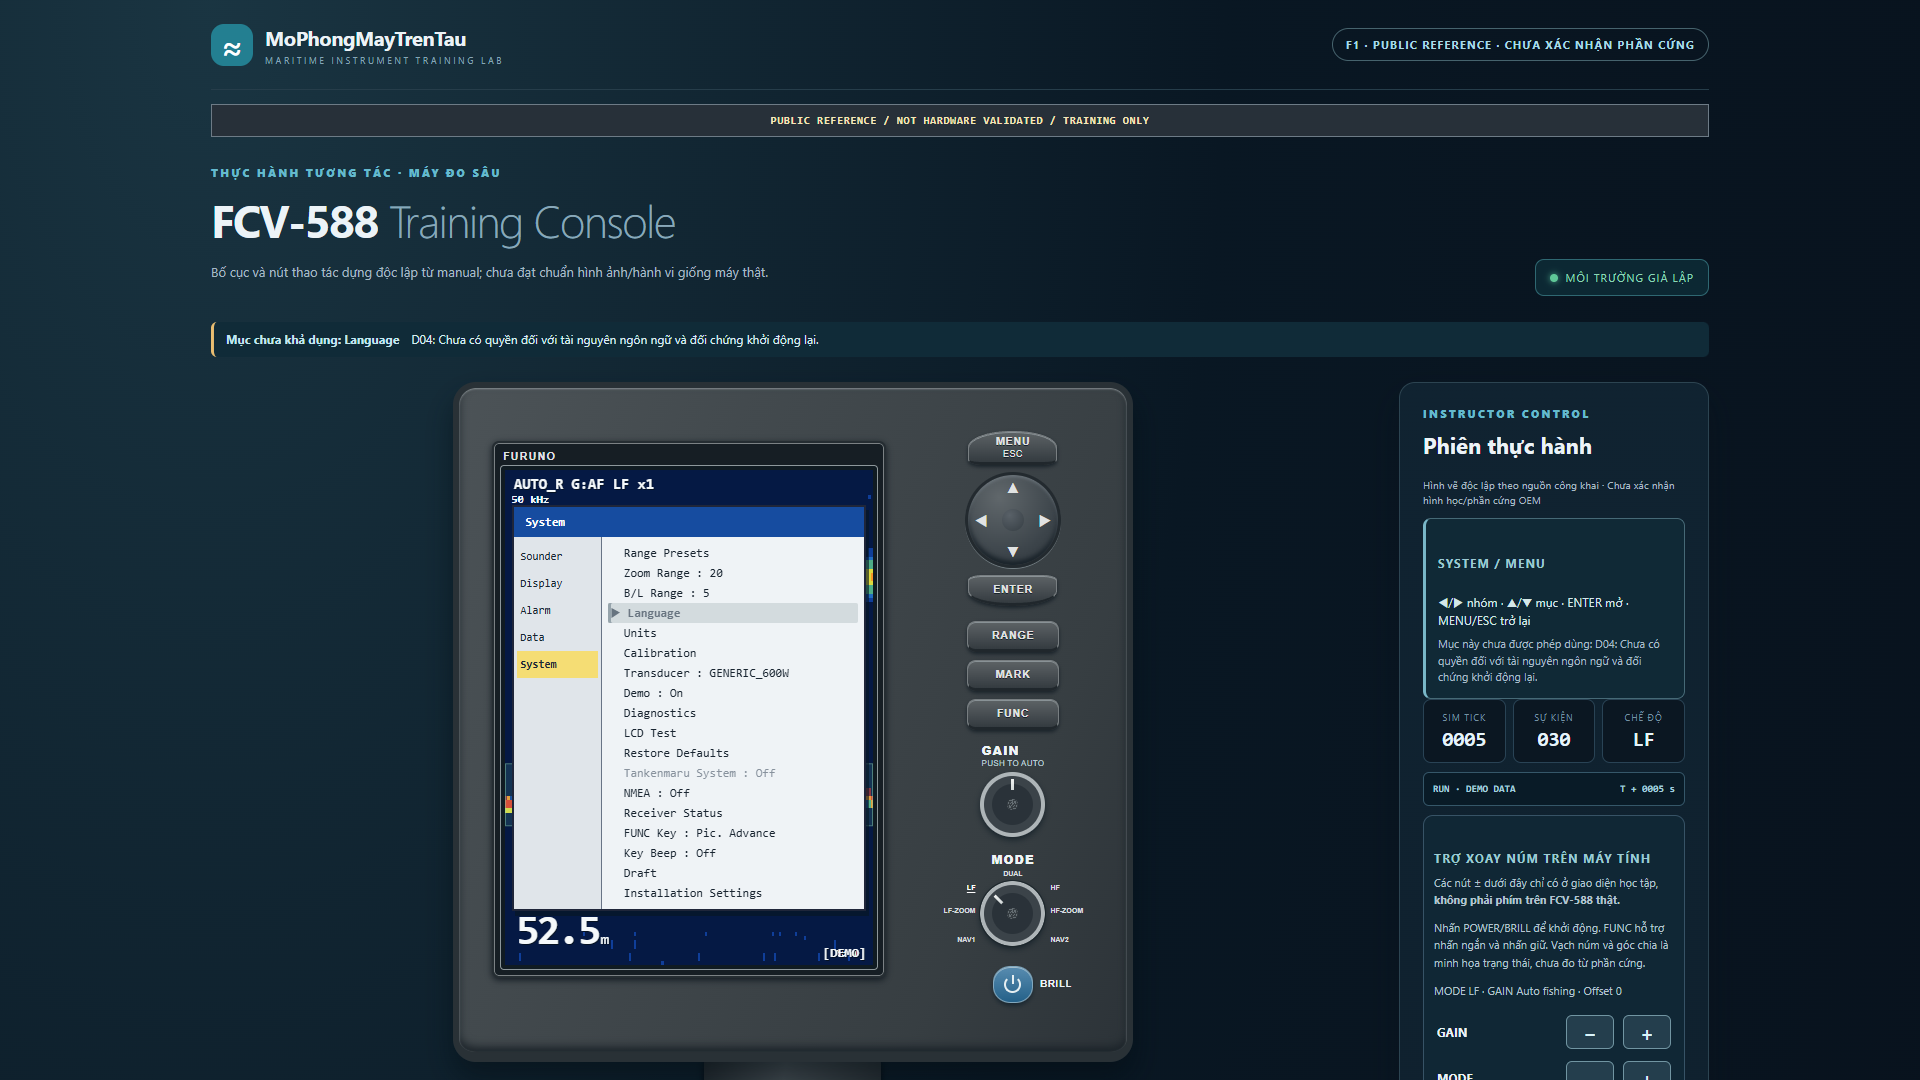 ≈
MoPhongMayTrenTau
MARITIME INSTRUMENT TRAINING LAB
F1 · PUBLIC REFERENCE · CHƯA XÁC NHẬN PHẦN CỨNG
PUBLIC REFERENCE / NOT HARDWARE VALIDATED / TRAINING ONLY
THỰC HÀNH TƯƠNG TÁC · MÁY ĐO SÂU
FCV-588 Training Console
Bố cục và nút thao tác dựng độc lập từ manual; chưa đạt chuẩn hình ảnh/hành vi giống máy thật.
MÔI TRƯỜNG GIẢ LẬP
Mục chưa khả dụng: Language D04: Chưa có quyền đối với tài nguyên ngôn ngữ và đối chứng khởi động lại.
FURUNO
AUTO_R G:AF LF x1
50 kHz
System
Sounder
Display
Alarm
Data
System
Range Presets
Zoom Range : 20
B/L Range : 5
▶ Language
Units
Calibration
Transducer : GENERIC_600W
Demo : On
Diagnostics
LCD Test
Restore Defaults
Tankenmaru System : Off
NMEA : Off
Receiver Status
FUNC Key : Pic. Advance
Key Beep : Off
Draft
Installation Settings
52.5m
[DEMO]
MENU
ESC
▲
◀ ▶
▼
ENTER
RANGE
MARK
FUNC
GAIN
PUSH TO AUTO
MODE
DUAL
LF HF
LF-ZOOM HF-ZOOM
NAV1 NAV2
BRILL
INSTRUCTOR CONTROL
Phiên thực hành
Hình vẽ độc lập theo nguồn công khai · Chưa xác nhận
hình học/phần cứng OEM
SYSTEM / MENU
◀/▶ nhóm · ▲/▼ mục · ENTER mở ·
MENU/ESC trở lại
Mục này chưa được phép dùng: D04: Chưa có
quyền đối với tài nguyên ngôn ngữ và đối
chứng khởi động lại.
SIM TICK
0005
SỰ KIỆN
030
CHẾ ĐỘ
LF
RUN · DEMO DATA T + 0005 s
TRỢ XOAY NÚM TRÊN MÁY TÍNH
Các nút ± dưới đây chỉ có ở giao diện học tập,
không phải phím trên FCV-588 thật.
Nhấn POWER/BRILL để khởi động. FUNC hỗ trợ
nhấn ngắn và nhấn giữ. Vạch núm và góc chia là
minh họa trạng thái, chưa đo từ phần cứng.
MODE LF · GAIN Auto fishing · Offset 0
GAIN − +
MODE − +